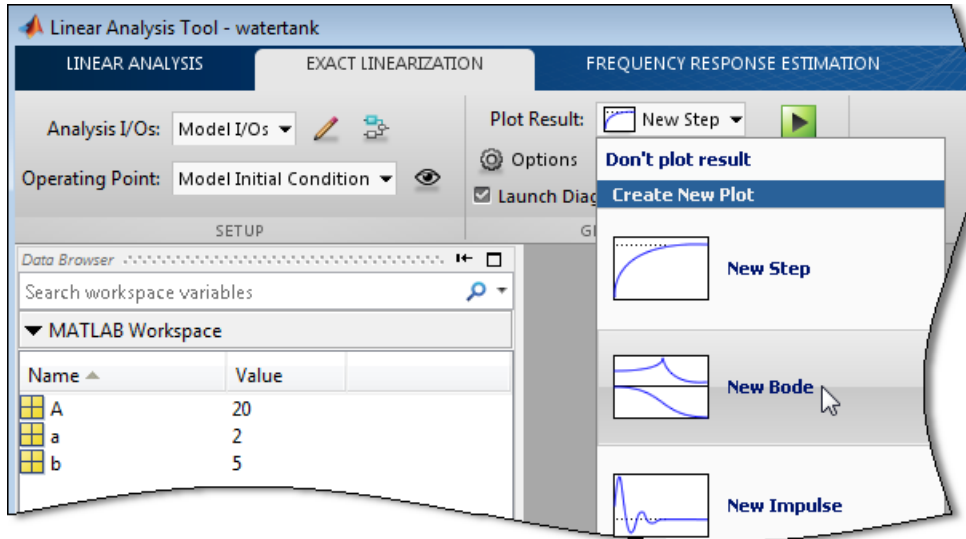 Linear Analysis Tool - watertank
LINEAR ANALYSIS EXACT LINEARIZATION FREQUENCY RESPONSE ESTIMATION
Analysis I/Os: Model I/Os
Operating Point: Model Initial Condition
SETUP
Plot Result: New Step
Options
Launch Diag
Don't plot result
Create New Plot
New Step
New Bode
New Impulse
Data Browser
Search workspace variables
MATLAB Workspace
Name Value
A 20
a 2
b 5